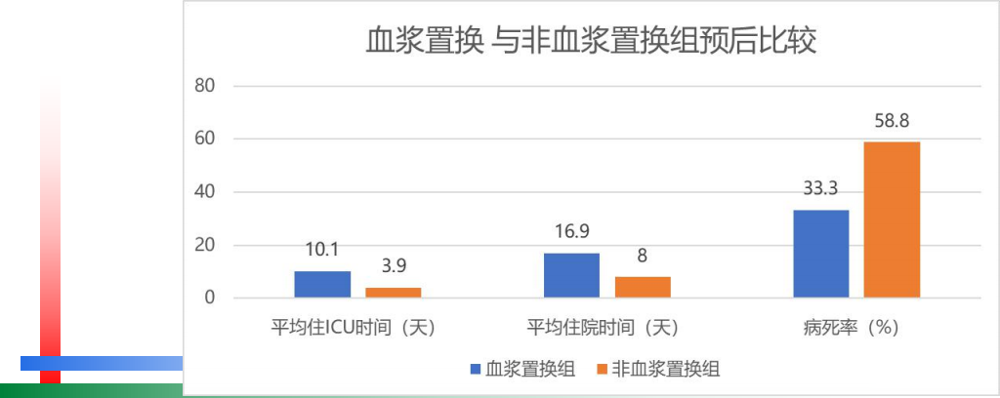 血浆置换 与非血浆置换组预后比较
80
60
40
20
0
10.1
3.9
16.9
8
33.3
58.8
平均住ICU时间（天）
平均住院时间（天）
病死率（%）
血浆置换组
非血浆置换组